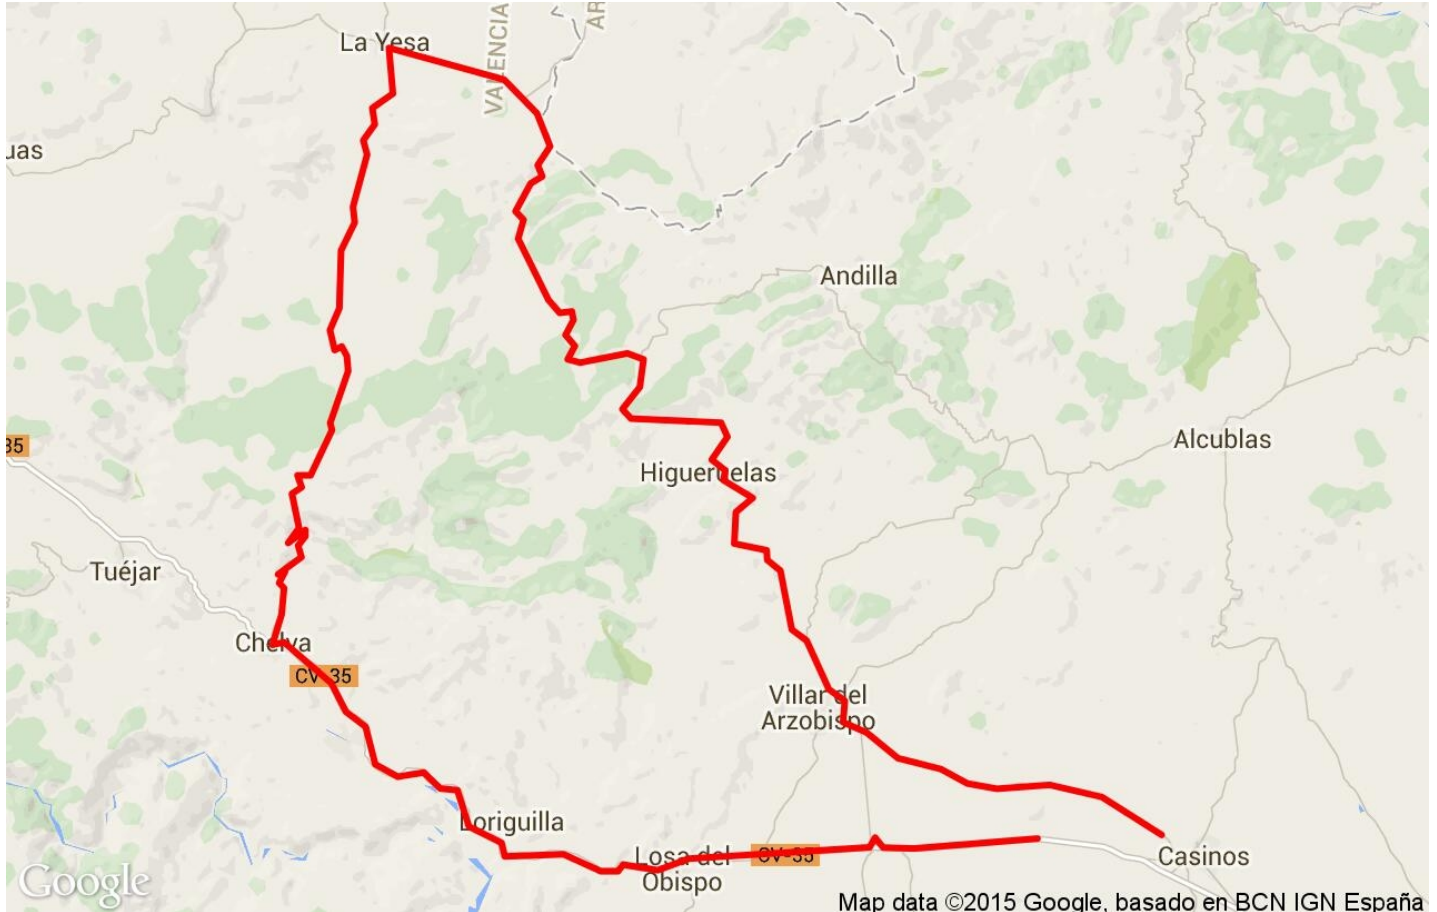 La Yesa
VALENCIA
AR
uas
Andilla
35
Alcublas
Higueruelas
Tuéjar
Chelva
CV-35
Villar del
Arzobispo
Loriguilla
Losa del
Obispo
CV-35
Casinos
Google
Map data ©2015 Google, basado en BCN IGN España